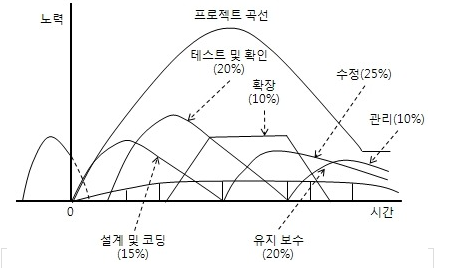 노력
프로젝트 곡선
테스트 및 확인
(20%)
확장
(10%)
수정(25%)
관리(10%)
0
시간
설계 및 코딩
(15%)
유지 보수
(20%)